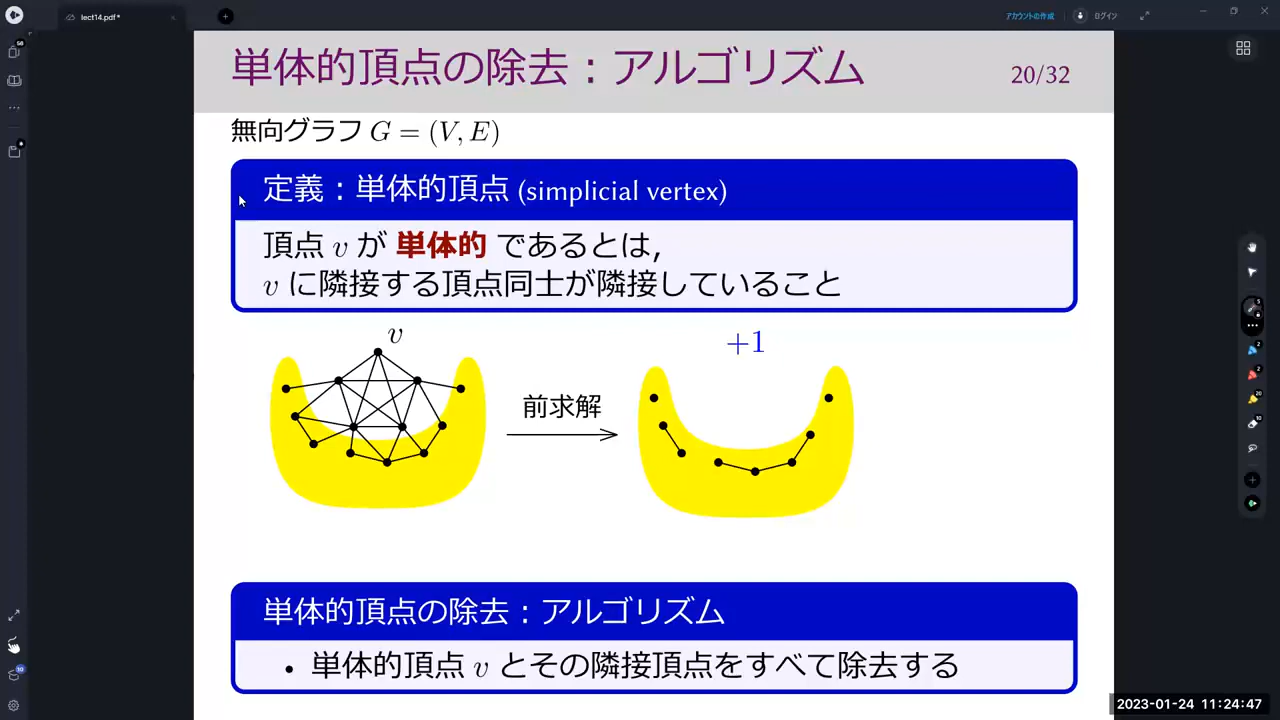 lect14.pdf*
アカウントの作成
ログイン
単体的頂点の除去：アルゴリズム
20/32
無向グラフ G = (V, E)
定義：単体的頂点 (simplicial vertex)
頂点 v が 単体的 であるとは,
v に隣接する頂点同士が隣接していること
v
+1
前求解
単体的頂点の除去：アルゴリズム
• 単体的頂点 v とその隣接頂点をすべて除去する
2023-01-24 11:24:47